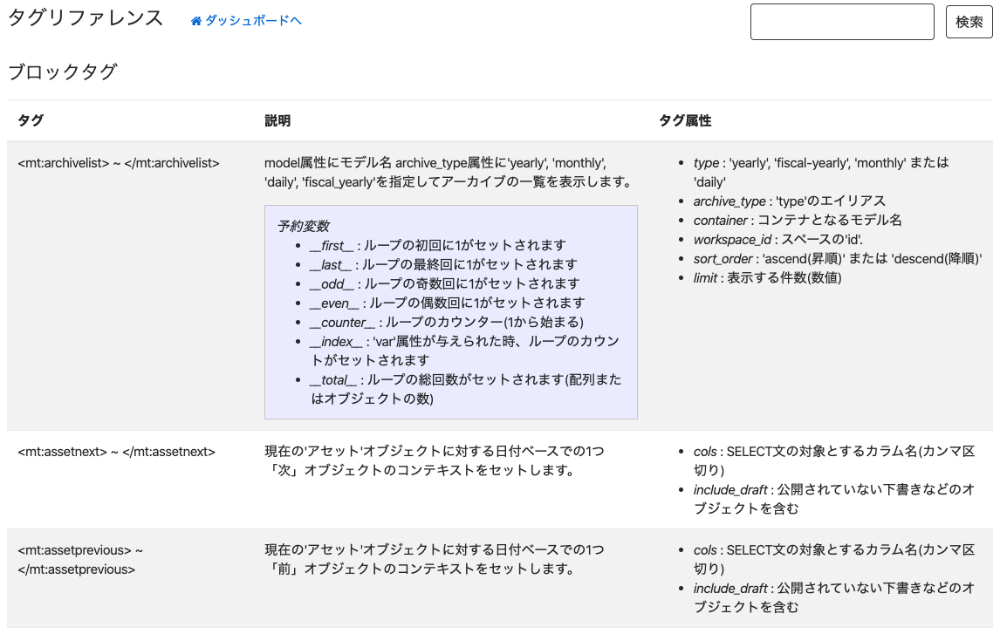 タグリファレンス
ダッシュボードへ
検索
ブロックタグ
タグ
説明
タグ属性
<mt:archivelist> ~ </mt:archivelist>
model属性にモデル名 archive_type属性に'yearly', 'monthly',
'daily', 'fiscal_yearly'を指定してアーカイブの一覧を表示します。
予約変数
__first__ : ループの初回に1がセットされます
__last__ : ループの最終回に1がセットされます
__odd__ : ループの奇数回に1がセットされます
__even__ : ループの偶数回に1がセットされます
__counter__ : ループのカウンター(1から始まる)
__index__ : 'var'属性が与えられた時、ループのカウン
トがセットされます
__total__ : ループの総回数がセットされます(配列また
はオブジェクトの数)
type : 'yearly', 'fiscal-yearly', 'monthly' または
'daily'
archive_type : 'type'のエイリアス
container : コンテナとなるモデル名
workspace_id : スペースの'id'.
sort_order : 'ascend(昇順)' または 'descend(降順)'
limit : 表示する件数(数値)
<mt:assetnext> ~ </mt:assetnext>
現在の'アセット'オブジェクトに対する日付ベースでの1つ
「次」オブジェクトのコンテキストをセットします。
cols : SELECT文の対象とするカラム名(カンマ区
切り)
include_draft : 公開されていない下書きなどのオ
ブジェクトを含む
<mt:assetprevious> ~
</mt:assetprevious>
現在の'アセット'オブジェクトに対する日付ベースでの1つ
「前」オブジェクトのコンテキストをセットします。
cols : SELECT文の対象とするカラム名(カンマ区
切り)
include_draft : 公開されていない下書きなどのオ
ブジェクトを含む